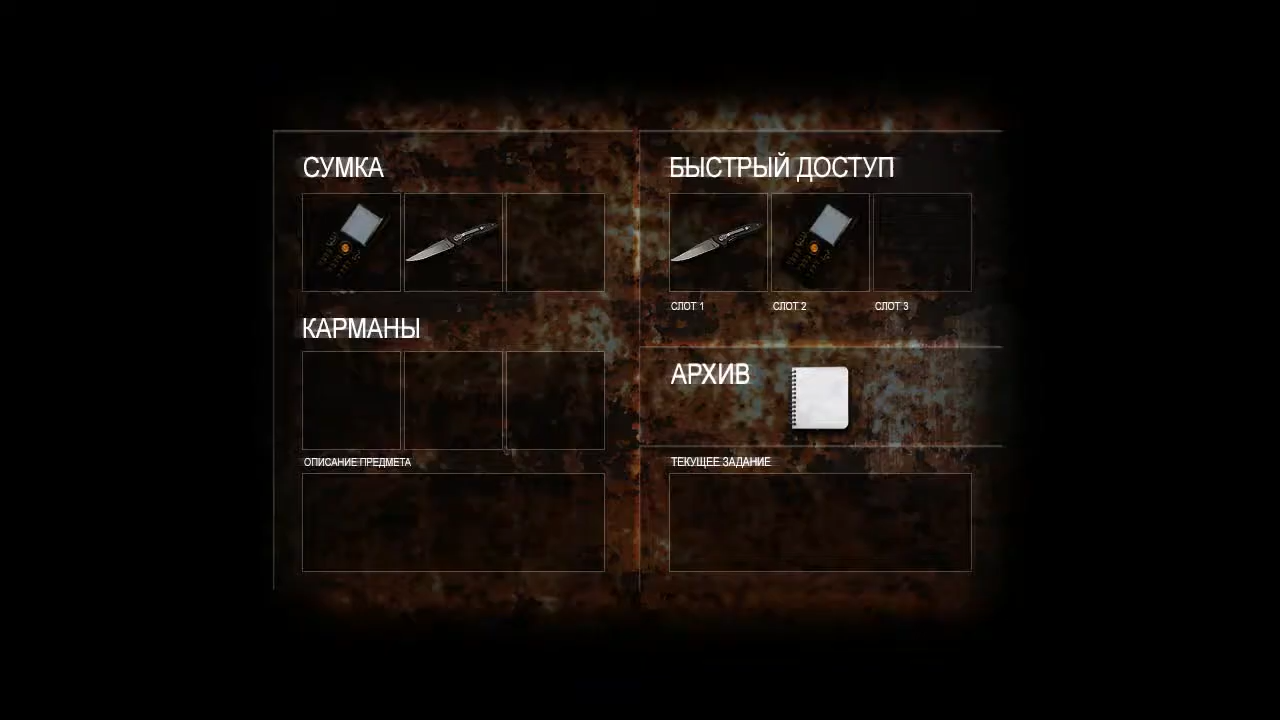 СУМКА
КАРМАНЫ
ОПИСАНИЕ ПРЕДМЕТА
БЫСТРЫЙ ДОСТУП
СЛОТ 1
СЛОТ 2
СЛОТ 3
АРХИВ
ТЕКУЩЕЕ ЗАДАНИЕ